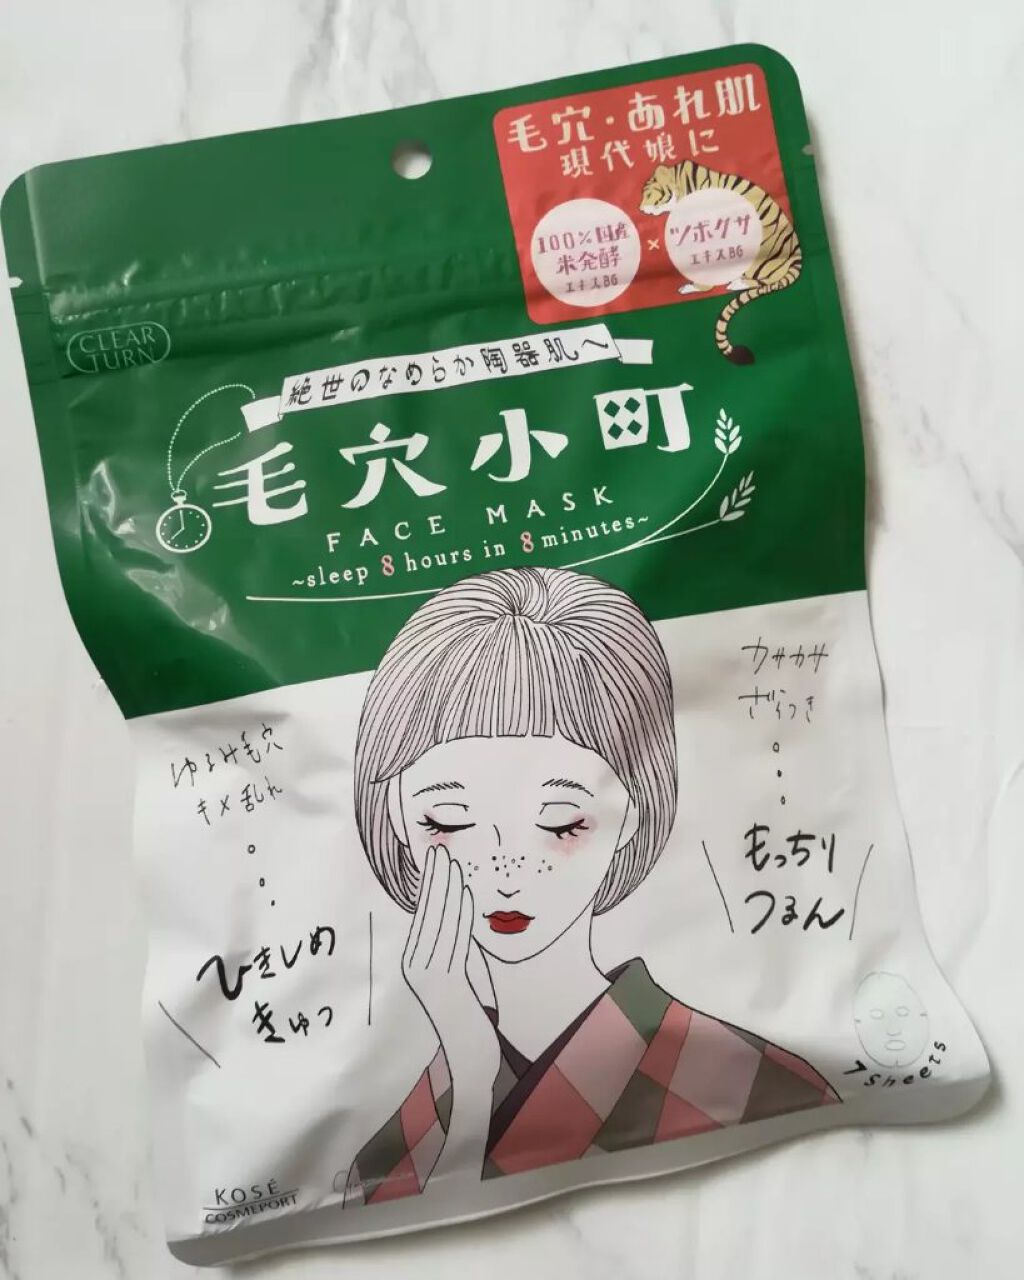 毛穴・あれ肌
現代娘に
100%国産
米発酵
エキスBG
×
ツボクサ
エキスBG
CICA
CLEAR
TURN
絶世のなめらか陶器肌へ
毛穴小町
FACE MASK
~sleep 8 hours in 8 minutes~
カサカサ
ざらつき
もっちり
つるん
ゆるみ毛穴
キメ乱れ
ひきしめ
きゅっ
7 sheets
KOSÉ
COSMEPORT